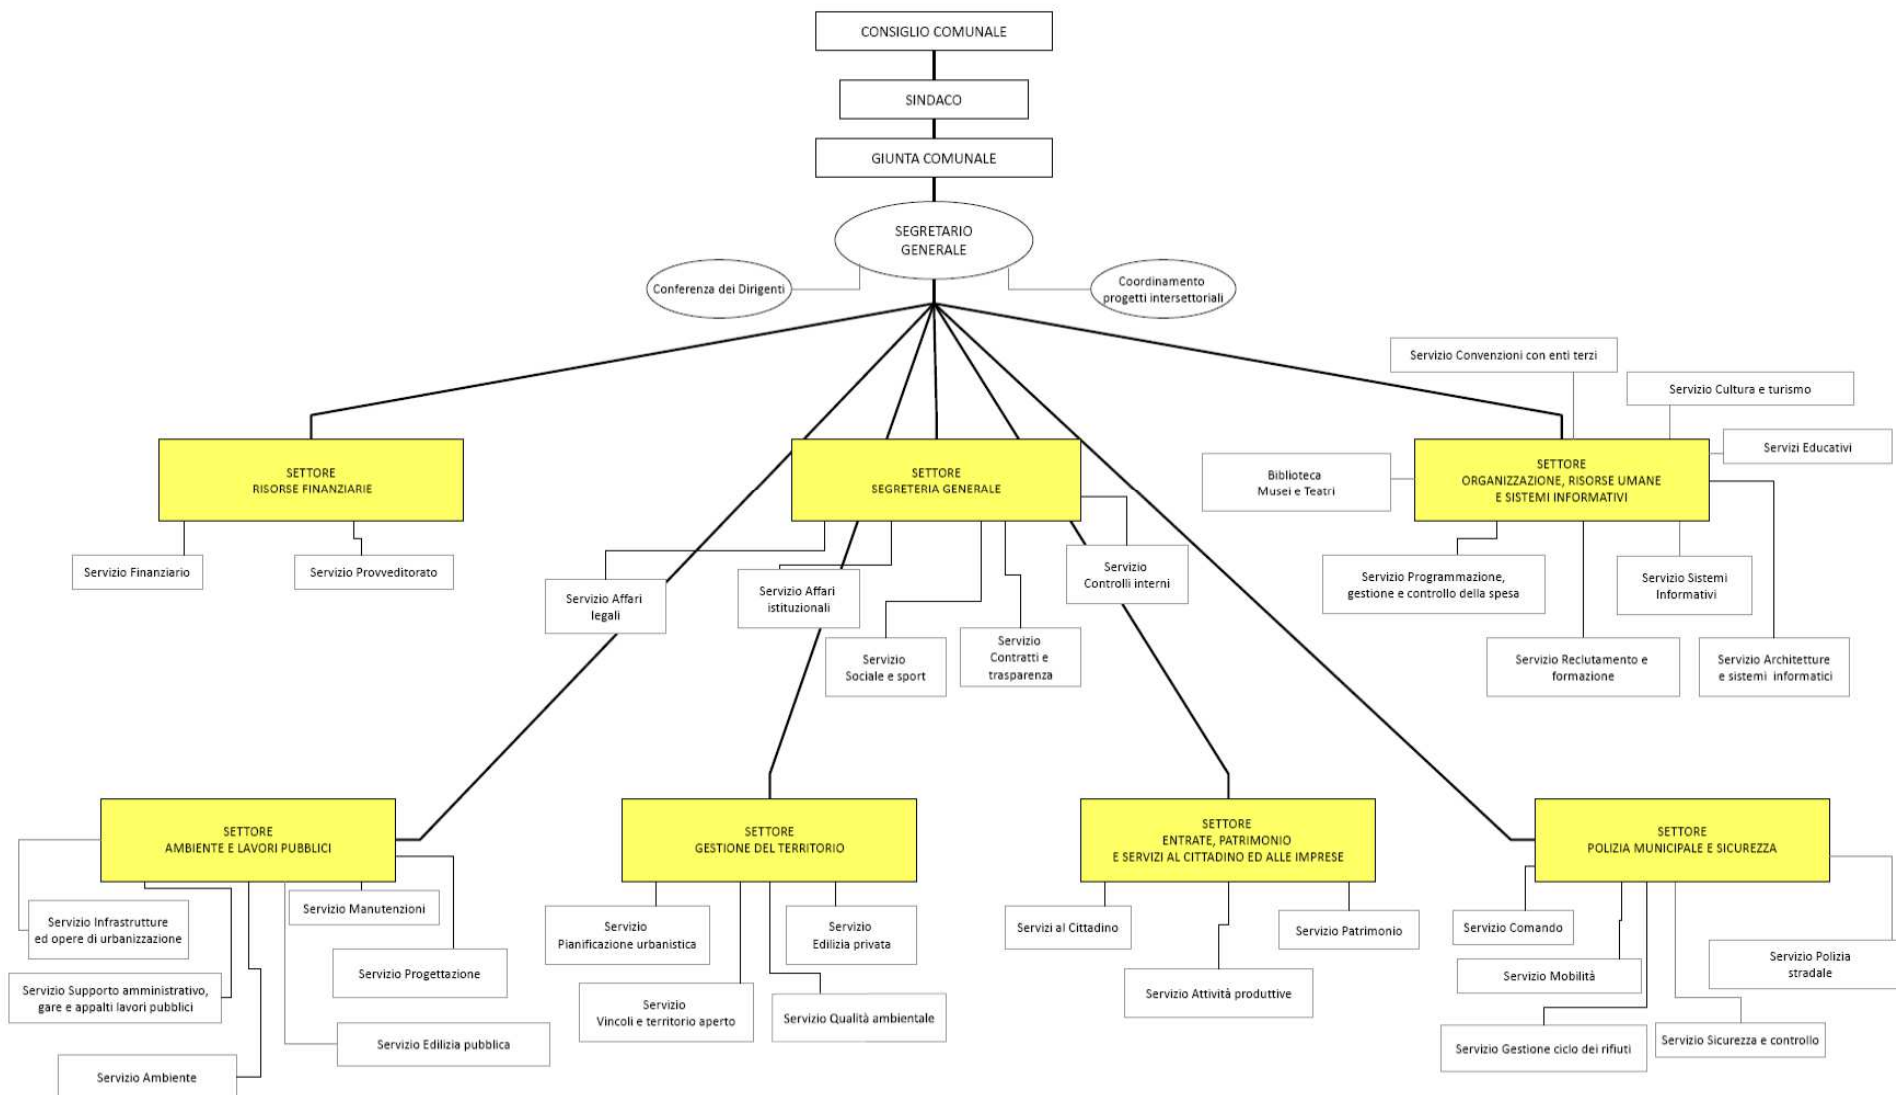 CONSIGLIO COMUNALE
SINDACO
GIUNTA COMUNALE
SEGRETARIO
GENERALE
Conferenza dei Dirigenti
Coordinamento
progetti intersettoriali
Servizio Convenzioni con enti terzi
Servizio Cultura e turismo
Servizi Educativi
Biblioteca
Musei e Teatri
SETTORE
RISORSE FINANZIARIE
SETTORE
SEGRETERIA GENERALE
SETTORE
ORGANIZZAZIONE, RISORSE UMANE
E SISTEMI INFORMATIVI
Servizio Finanziario
Servizio Provveditorato
Servizio Affari
legali
Servizio Affari
istituzionali
Servizio
Sociale e sport
Servizio
Contratti e
trasparenza
Servizio
Controlli interni
Servizio Programmazione,
gestione e controllo della spesa
Servizio Sistemi
Informativi
Servizio Reclutamento e
formazione
Servizio Architetture
e sistemi informatici
SETTORE
AMBIENTE E LAVORI PUBBLICI
SETTORE
GESTIONE DEL TERRITORIO
SETTORE
ENTRATE, PATRIMONIO
E SERVIZI AL CITTADINO ED ALLE IMPRESE
SETTORE
POLIZIA MUNICIPALE E SICUREZZA
Servizio Infrastrutture
ed opere di urbanizzazione
Servizio Manutenzioni
Servizio Progettazione
Servizio Supporto amministrativo,
gare e appalti lavori pubblici
Servizio Edilizia pubblica
Servizio Ambiente
Servizio
Pianificazione urbanistica
Servizio
Edilizia privata
Servizio
Vincoli e territorio aperto
Servizio Qualità ambientale
Servizi al Cittadino
Servizio Patrimonio
Servizio Attività produttive
Servizio Comando
Servizio Polizia
stradale
Servizio Mobilità
Servizio Gestione ciclo dei rifiuti
Servizio Sicurezza e controllo